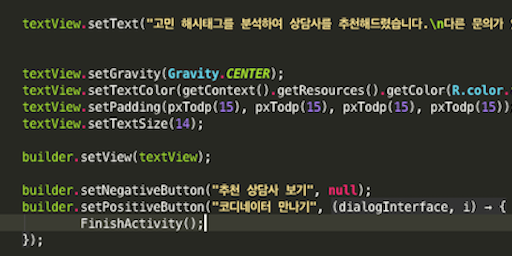 textView.setText("고민 해시태그를 분석하여 상담사를 추천해드렸습니다.\n다른 문의가
textView.setGravity(Gravity.CENTER);
textView.setTextColor(getContext().getResources().getColor(R.color.
textView.setPadding(pxTodp(15), pxTodp(15), pxTodp(15), pxTodp(15))
textView.setTextSize(14);
builder.setView(textView);
builder.setNegativeButton("추천 상담사 보기", null);
builder.setPositiveButton("코디네이터 만나기", (dialogInterface, i) → {
FinishActivity();
});